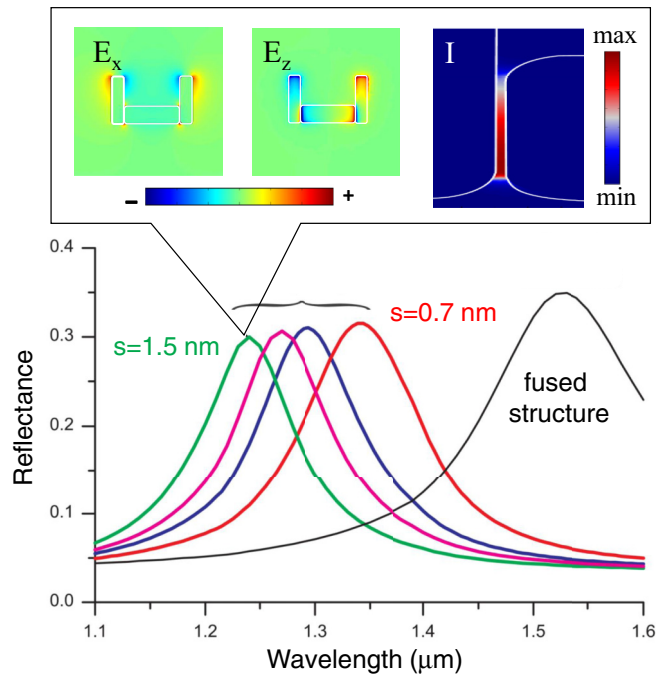 Ex
Ez
I
max
min
– +
0.4
0.3
0.2
0.1
0.0
s=1.5 nm
s=0.7 nm
fused
structure
Reflectance
1.1 1.2 1.3 1.4 1.5 1.6
Wavelength (μm)